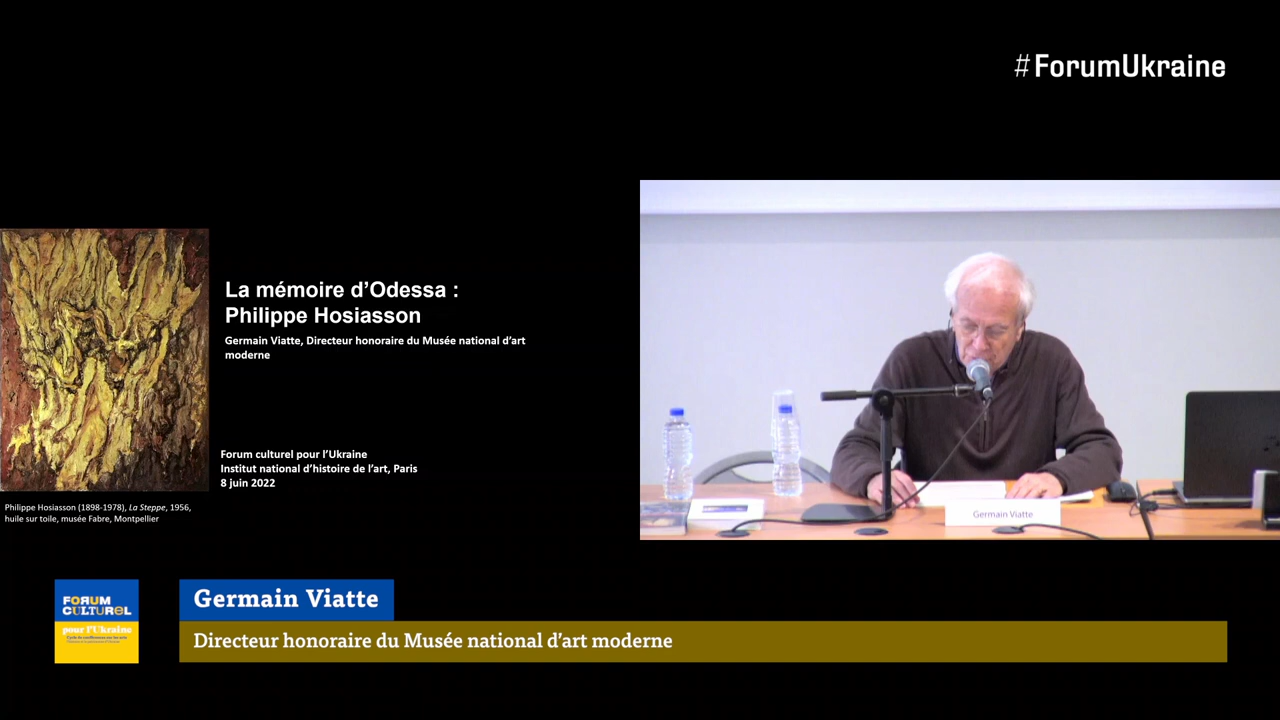 #ForumUkraine
La mémoire d'Odessa :
Philippe Hosiasson
Germain Viatte, Directeur honoraire du Musée national d'art
moderne
Forum culturel pour l'Ukraine
Institut national d'histoire de l'art, Paris
8 juin 2022
Philippe Hosiasson (1898-1978), La Steppe, 1956,
huile sur toile, musée Fabre, Montpellier
Germain Viatte
FORUM
CULTUREL
pour l'Ukraine
Germain Viatte
Directeur honoraire du Musée national d'art moderne